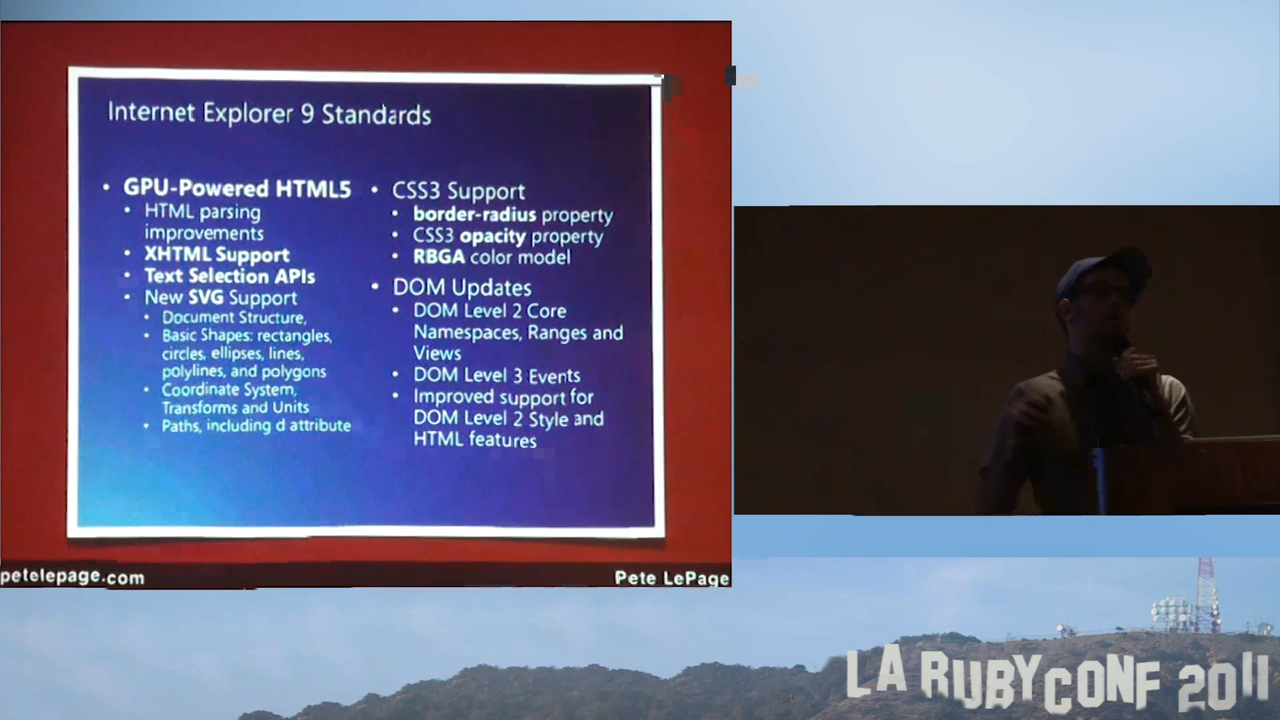 Internet Explorer 9 Standards
• GPU-Powered HTML5
• HTML parsing
improvements
• XHTML Support
• Text Selection APIs
• New SVG Support
• Document Structure,
• Basic Shapes: rectangles,
circles, ellipses, lines,
polylines, and polygons
• Coordinate System,
Transforms and Units
• Paths, including d attribute
• CSS3 Support
• border-radius property
• CSS3 opacity property
• RBGA color model
• DOM Updates
• DOM Level 2 Core
Namespaces, Ranges and
Views
• DOM Level 3 Events
• Improved support for
DOM Level 2 Style and
HTML features
petelepage.com
Pete LePage
LA RUBYCONF 2011